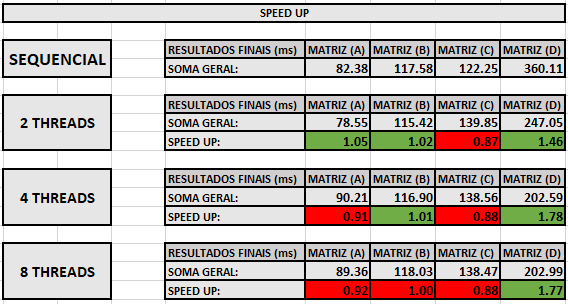 SPEED UP
SEQUENCIAL
RESULTADOS FINAIS (ms) MATRIZ (A) MATRIZ (B) MATRIZ (C) MATRIZ (D)
SOMA GERAL: 82.38 117.58 122.25 360.11
2 THREADS
RESULTADOS FINAIS (ms) MATRIZ (A) MATRIZ (B) MATRIZ (C) MATRIZ (D)
SOMA GERAL: 78.55 115.42 139.85 247.05
SPEED UP: 1.05 1.02 0.87 1.46
4 THREADS
RESULTADOS FINAIS (ms) MATRIZ (A) MATRIZ (B) MATRIZ (C) MATRIZ (D)
SOMA GERAL: 90.21 116.90 138.56 202.59
SPEED UP: 0.91 1.01 0.88 1.78
8 THREADS
RESULTADOS FINAIS (ms) MATRIZ (A) MATRIZ (B) MATRIZ (C) MATRIZ (D)
SOMA GERAL: 89.36 118.03 138.47 202.99
SPEED UP: 0.92 1.00 0.88 1.77